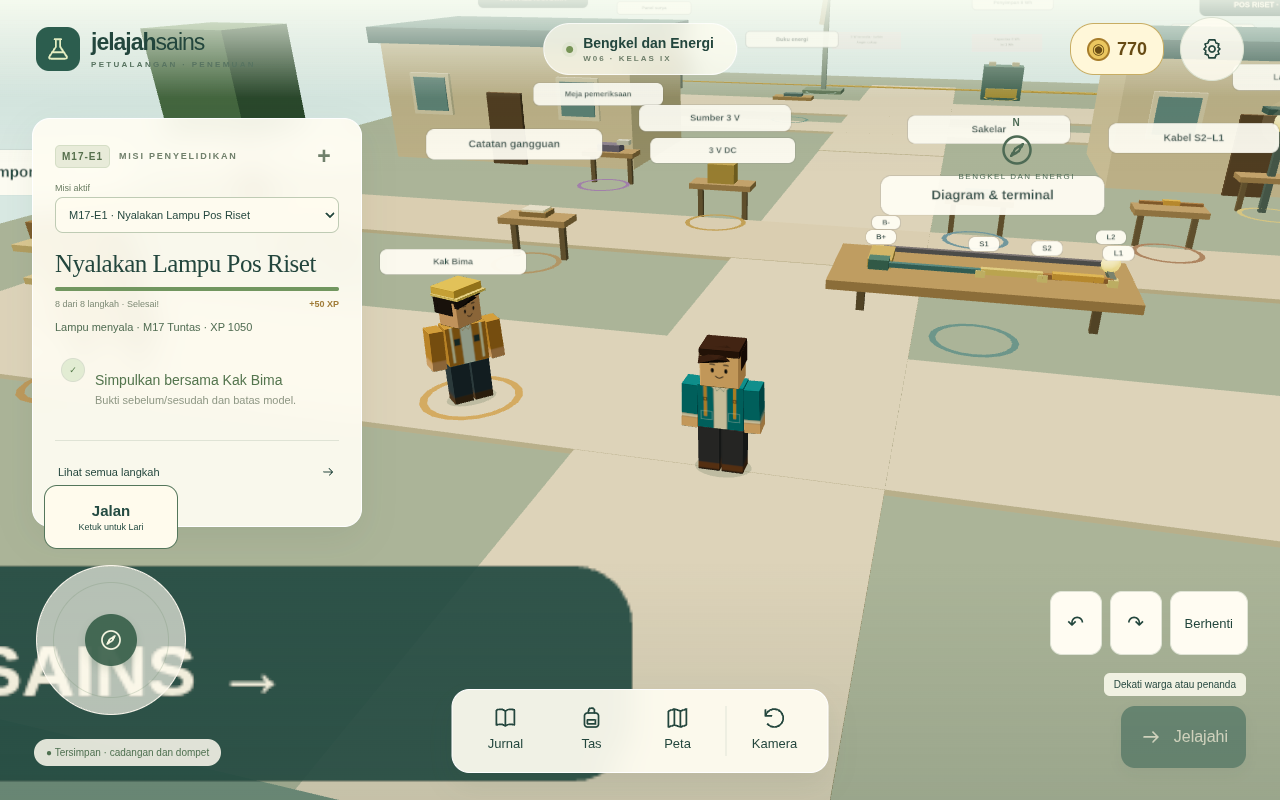 jelajahsains
PETUALANGAN · PENEMUAN
Bengkel dan Energi
W06 · KELAS IX
770
POS RISET
Buku energi
Meja pemeriksaan
Sumber 3 V
Catatan gangguan
3 V DC
Sakelar
N
Kabel S2–L1
BENGKEL DAN ENERGI
Diagram & terminal
B-
B+
S1
S2
L2
L1
Kak Bima
M17-E1
MISI PENYELIDIKAN
+
Misi aktif
M17-E1 · Nyalakan Lampu Pos Riset
Nyalakan Lampu Pos Riset
8 dari 8 langkah · Selesai!
+50 XP
Lampu menyala · M17 Tuntas · XP 1050
✓
Simpulkan bersama Kak Bima
Bukti sebelum/sesudah dan batas model.
Lihat semua langkah →
Jalan
Ketuk untuk Lari
SAINS →
● Tersimpan · cadangan dan dompet
Jurnal
Tas
Peta
Kamera
↶
↷
Berhenti
Dekati warga atau penanda
→ Jelajahi